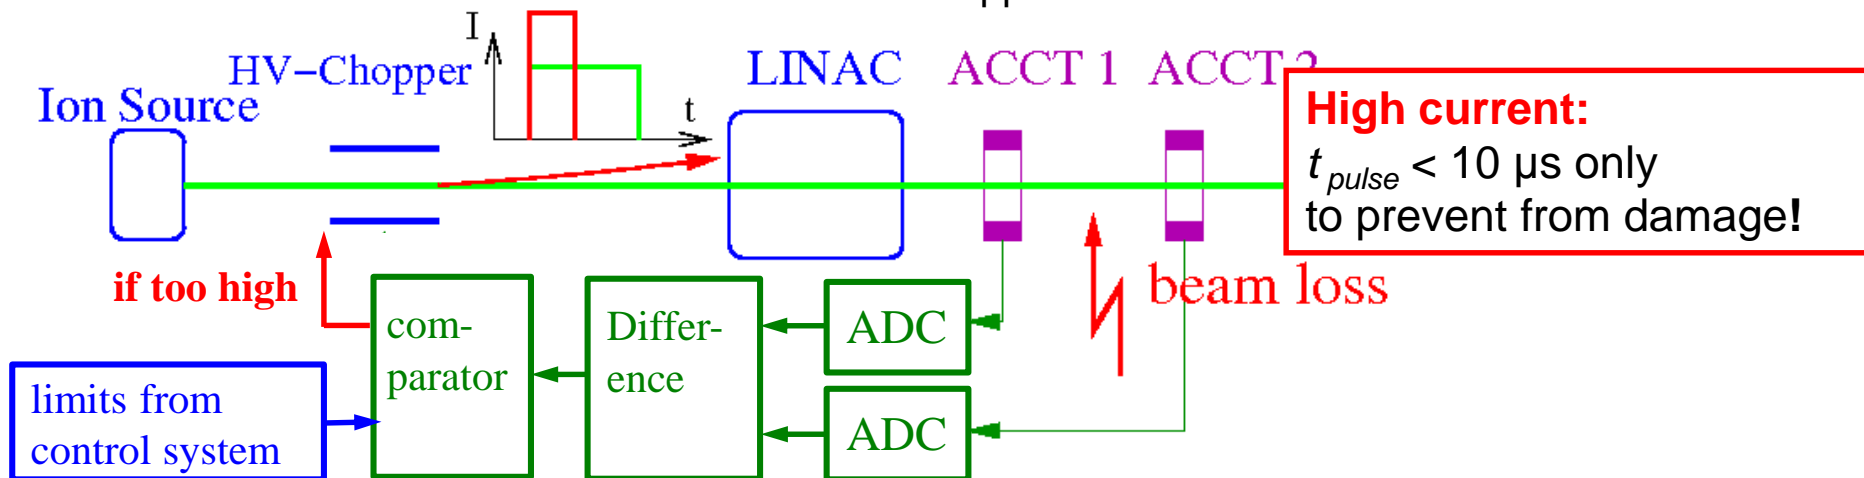 I
HV-Chopper
LINAC
ACCT 1
ACCT 2
Ion Source
t
High current:
t pulse < 10 µs only
to prevent from damage!
if too high
beam loss
com-
parator
Differ-
ence
ADC
ADC
limits from
control system